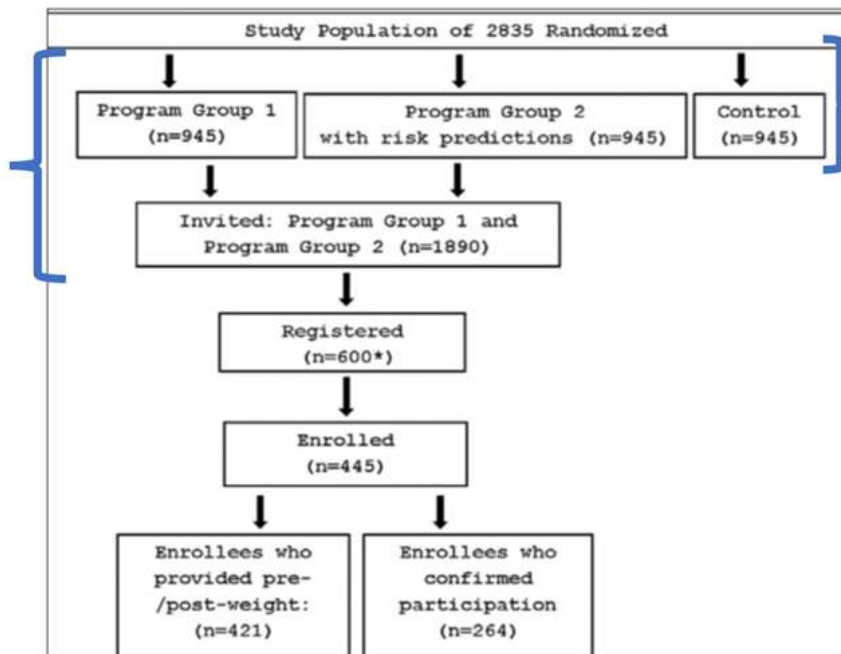 Study Population of 2835 Randomized
Program Group 1
(n=945)
Program Group 2
with risk predictions (n=945)
Control
(n=945)
Invited: Program Group 1 and
Program Group 2 (n=1890)
Registered
(n=600*)
Enrolled
(n=445)
Enrollees who
provided pre-
/post-weight:
(n=421)
Enrollees who
confirmed
participation
(n=264)